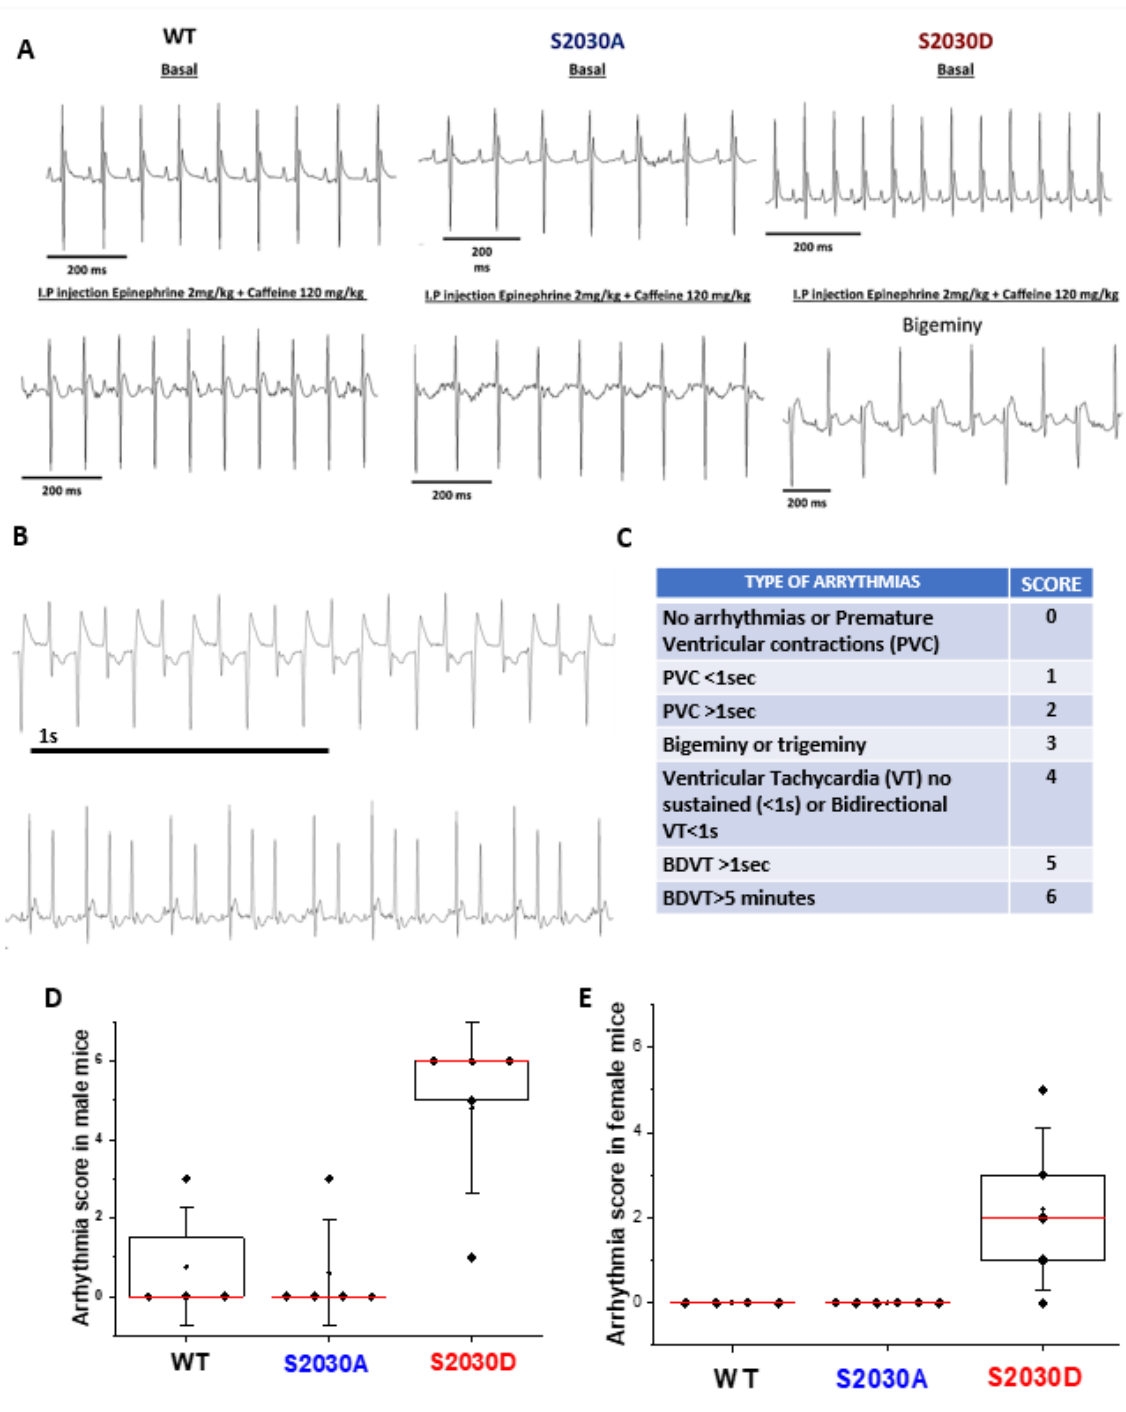 A
WT
Basal
S2030A
Basal
S2030D
Basal
200 ms
200
ms
200 ms
I.P injection Epinephrine 2mg/kg + Caffeine 120 mg/kg
I.P injection Epinephrine 2mg/kg + Caffeine 120 mg/kg
I.P injection Epinephrine 2mg/kg + Caffeine 120 mg/kg
Bigeminy
200 ms
200 ms
200 ms
B
1s
C
TYPE OF ARRYTHMIAS SCORE
No arrhythmias or Premature 0
Ventricular contractions (PVC)
PVC <1sec 1
PVC >1sec 2
Bigeminy or trigeminy 3
Ventricular Tachycardia (VT) no 4
sustained (<1s) or Bidirectional
VT<1s
BDVT >1sec 5
BDVT>5 minutes 6
D
Arrhythmia score in male mice
6
4
2
0
WT
S2030A
S2030D
E
Arrhythmia score in female mice
6
4
2
0
WT
S2030A
S2030D